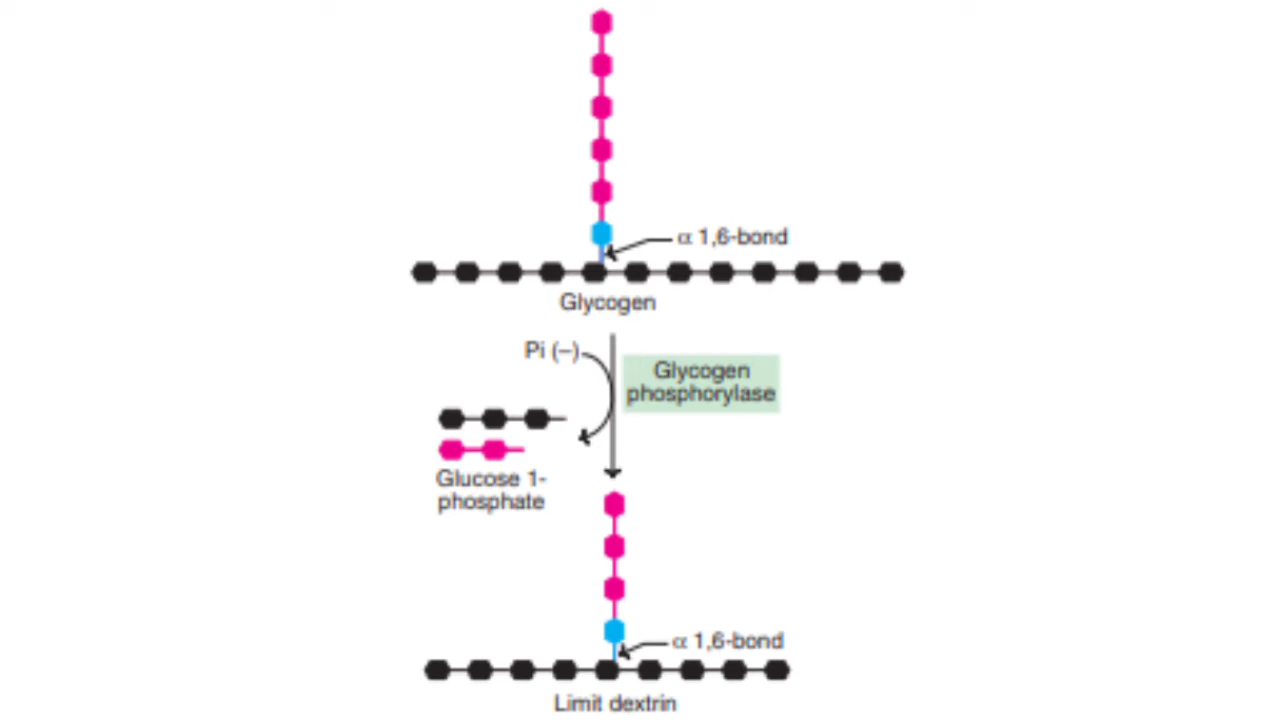 α 1,6-bond
Glycogen
Pi (–)
Glycogen
phosphorylase
Glucose 1-
phosphate
α 1,6-bond
Limit dextrin